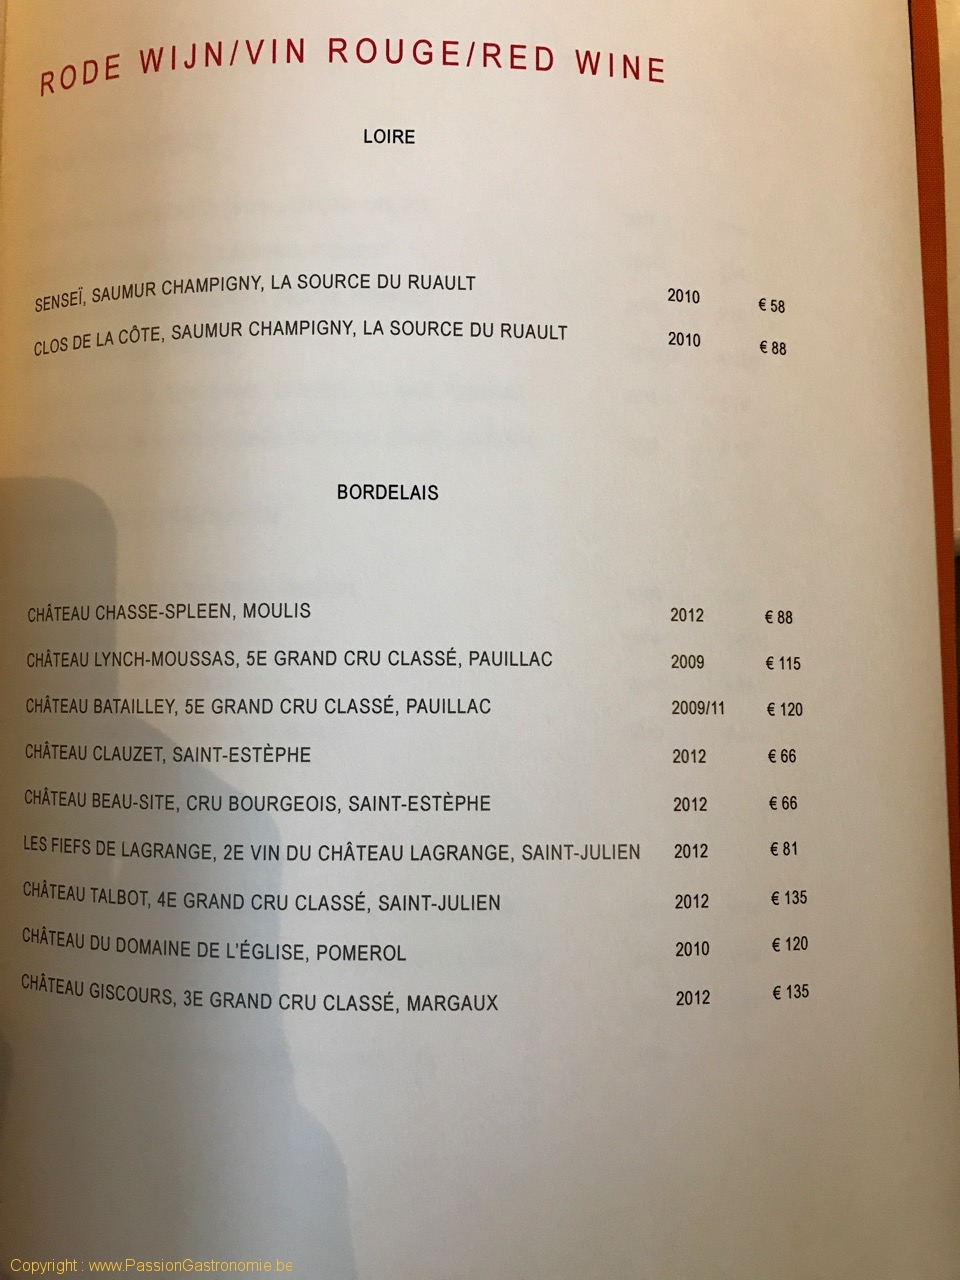 RODE WIJN/VIN ROUGE/RED WINE
LOIRE
SENSEÏ, SAUMUR CHAMPIGNY, LA SOURCE DU RUAULT 2010 € 58
CLOS DE LA CÔTE, SAUMUR CHAMPIGNY, LA SOURCE DU RUAULT 2010 € 88
BORDELAIS
CHÂTEAU CHASSE-SPLEEN, MOULIS 2012 € 88
CHÂTEAU LYNCH-MOUSSAS, 5E GRAND CRU CLASSÉ, PAUILLAC 2009 € 115
CHÂTEAU BATAILLEY, 5E GRAND CRU CLASSÉ, PAUILLAC 2009/11 € 120
CHÂTEAU CLAUZET, SAINT-ESTÈPHE 2012 € 66
CHÂTEAU BEAU-SITE, CRU BOURGEOIS, SAINT-ESTÈPHE 2012 € 66
LES FIEFS DE LAGRANGE, 2E VIN DU CHÂTEAU LAGRANGE, SAINT-JULIEN 2012 € 81
CHÂTEAU TALBOT, 4E GRAND CRU CLASSÉ, SAINT-JULIEN 2012 € 135
CHÂTEAU DU DOMAINE DE L'ÉGLISE, POMEROL 2010 € 120
CHÂTEAU GISCOURS, 3E GRAND CRU CLASSÉ, MARGAUX 2012 € 135
Copyright : www.PassionGastronomie.be